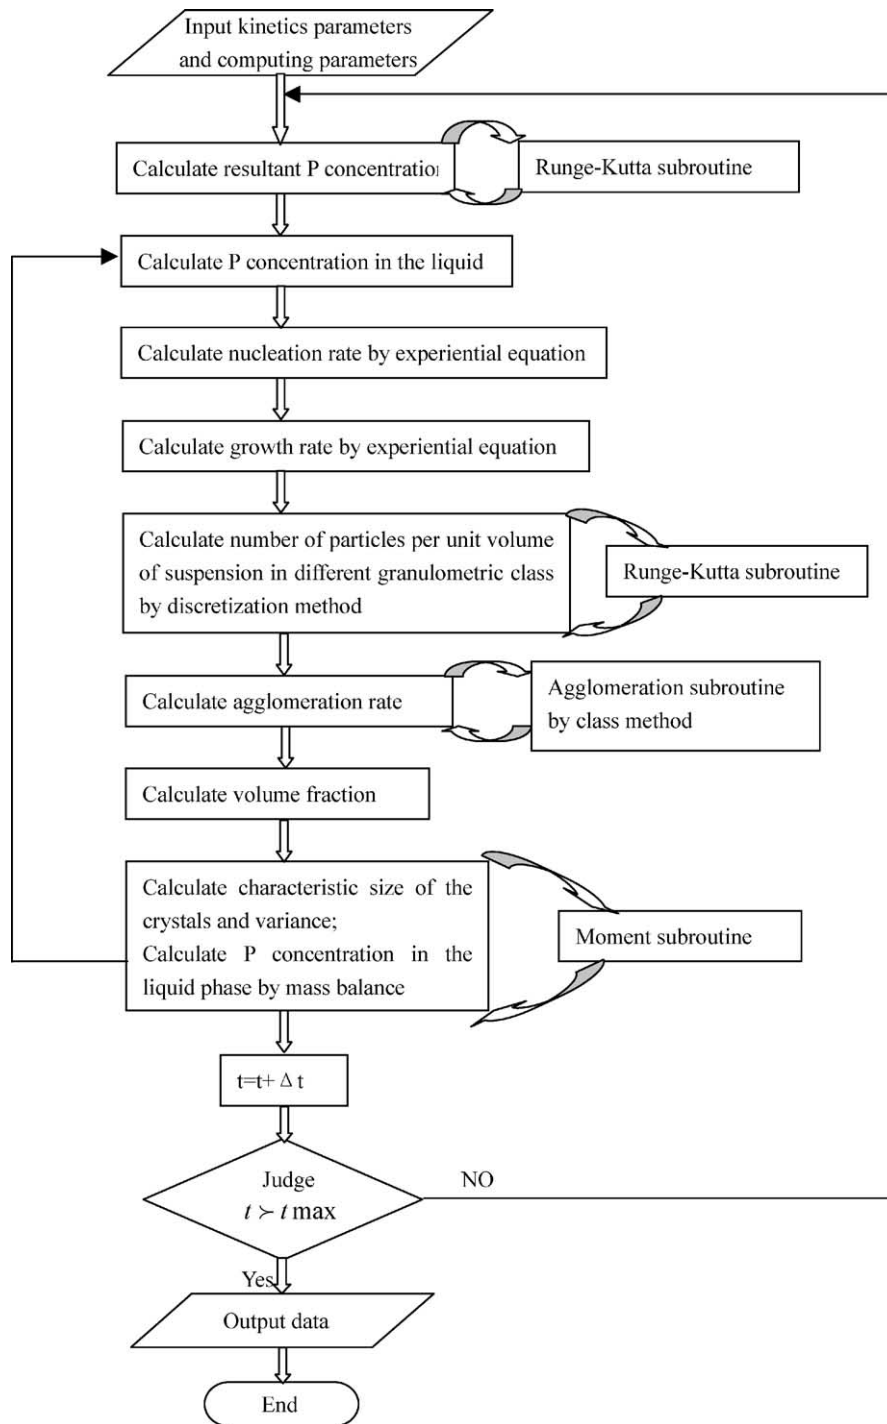 Input kinetics parameters
and computing parameters
Calculate resultant P concentration
Runge-Kutta subroutine
Calculate P concentration in the liquid
Calculate nucleation rate by experiential equation
Calculate growth rate by experiential equation
Calculate number of particles per unit volume
of suspension in different granulometric class
by discretization method
Runge-Kutta subroutine
Calculate agglomeration rate
Agglomeration subroutine
by class method
Calculate volume fraction
Calculate characteristic size of the
crystals and variance;
Calculate P concentration in the
liquid phase by mass balance
Moment subroutine
t=t+ Δ t
Judge
t ≻ t max
NO
Yes
Output data
End